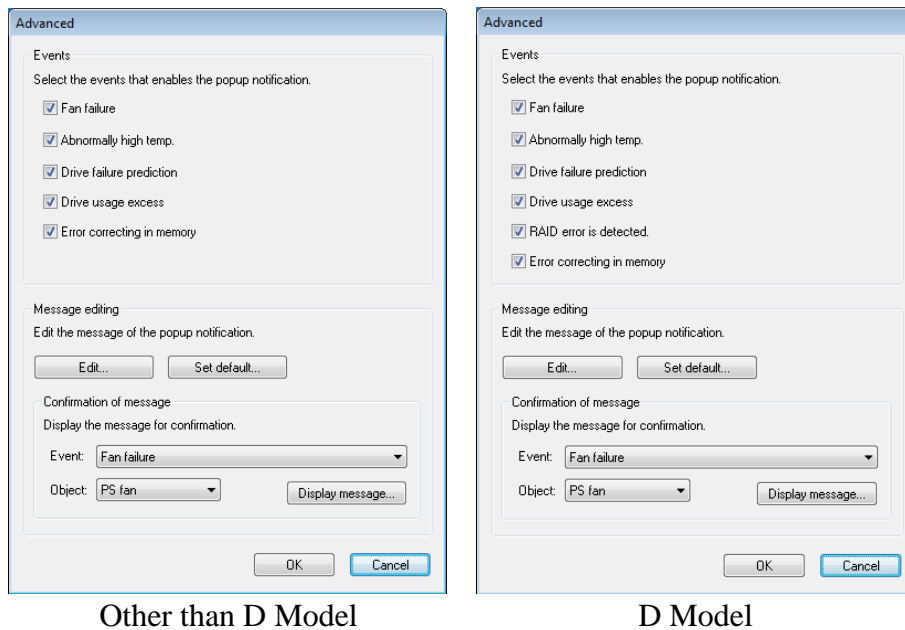 Advanced
Events
Select the events that enables the popup notification.
Fan failure
Abnormally high temp.
Drive failure prediction
Drive usage excess
Error correcting in memory
Message editing
Edit the message of the popup notification.
Edit...
Set default...
Confirmation of message
Display the message for confirmation.
Event: Fan failure
Object: PS fan
Display message...
OK
Cancel
Other than D Model
Advanced
Events
Select the events that enables the popup notification.
Fan failure
Abnormally high temp.
Drive failure prediction
Drive usage excess
RAID error is detected.
Error correcting in memory
Message editing
Edit the message of the popup notification.
Edit...
Set default...
Confirmation of message
Display the message for confirmation.
Event: Fan failure
Object: PS fan
Display message...
OK
Cancel
D Model